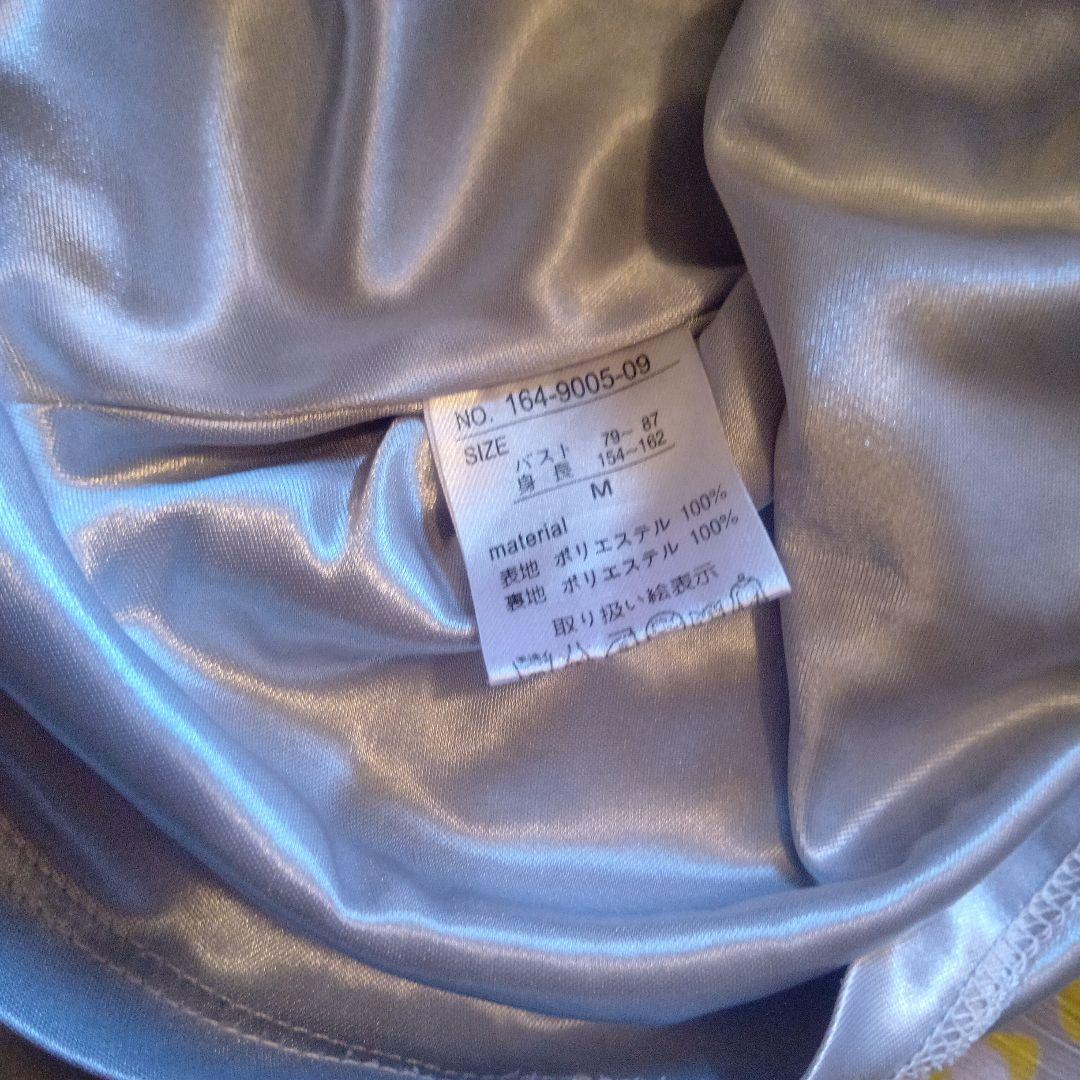 NO. 164-9005-09
SIZE
バスト 79~ 87
身 長 154~162
M
material
表地 ポリエステル 100%
裏地 ポリエステル 100%
取り扱い絵表示